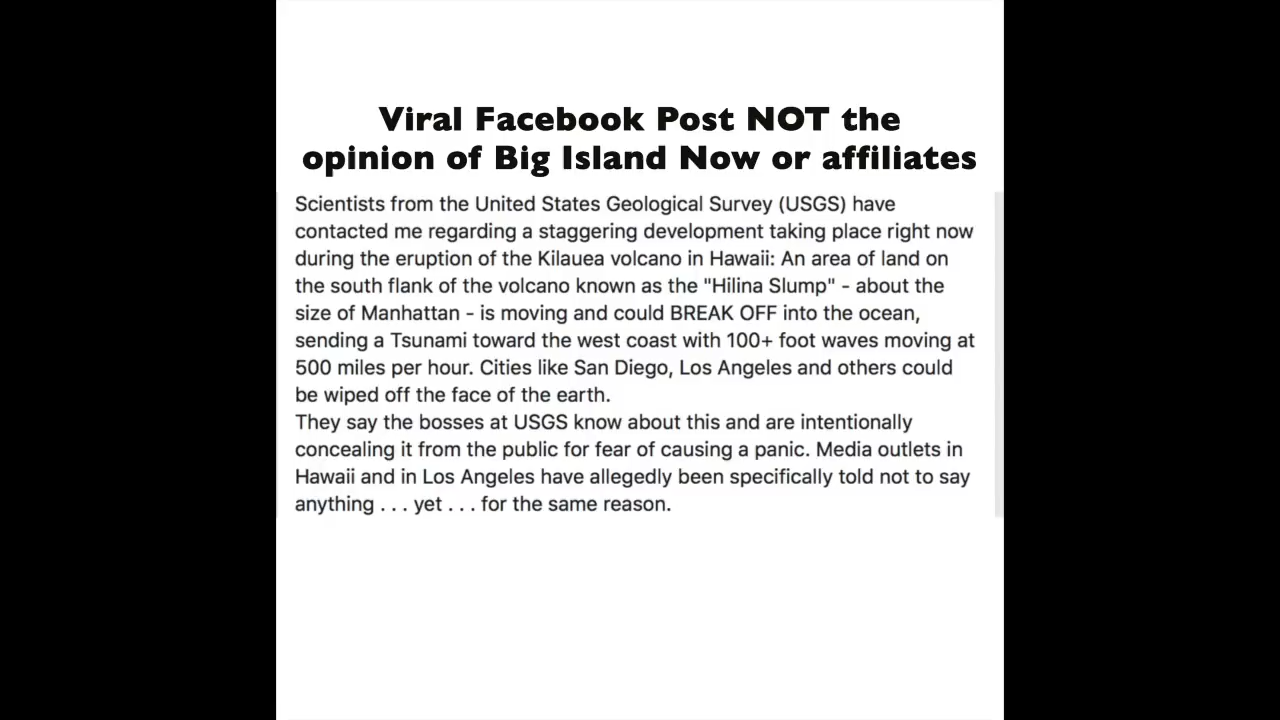 Viral Facebook Post NOT the
opinion of Big Island Now or affiliates
Scientists from the United States Geological Survey (USGS) have
contacted me regarding a staggering development taking place right now
during the eruption of the Kilauea volcano in Hawaii: An area of land on
the south flank of the volcano known as the "Hilina Slump" - about the
size of Manhattan - is moving and could BREAK OFF into the ocean,
sending a Tsunami toward the west coast with 100+ foot waves moving at
500 miles per hour. Cities like San Diego, Los Angeles and others could
be wiped off the face of the earth.
They say the bosses at USGS know about this and are intentionally
concealing it from the public for fear of causing a panic. Media outlets in
Hawaii and in Los Angeles have allegedly been specifically told not to say
anything . . . yet . . . for the same reason.